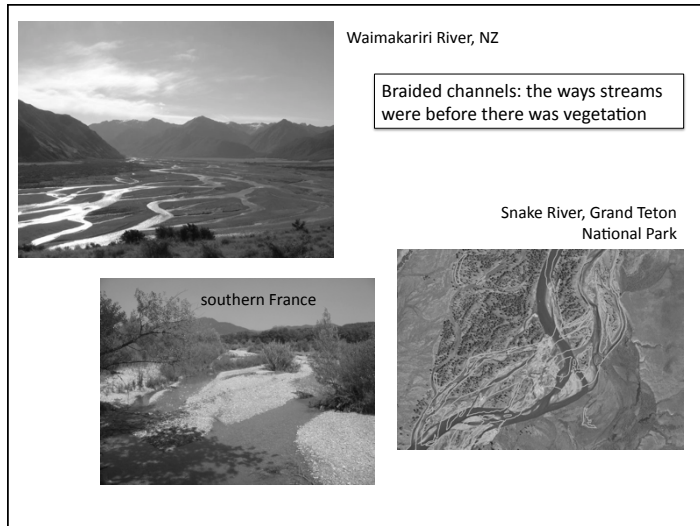 Waimakariri River, NZ
Braided channels: the ways streams
were before there was vegetation
Snake River, Grand Teton
National Park
southern France